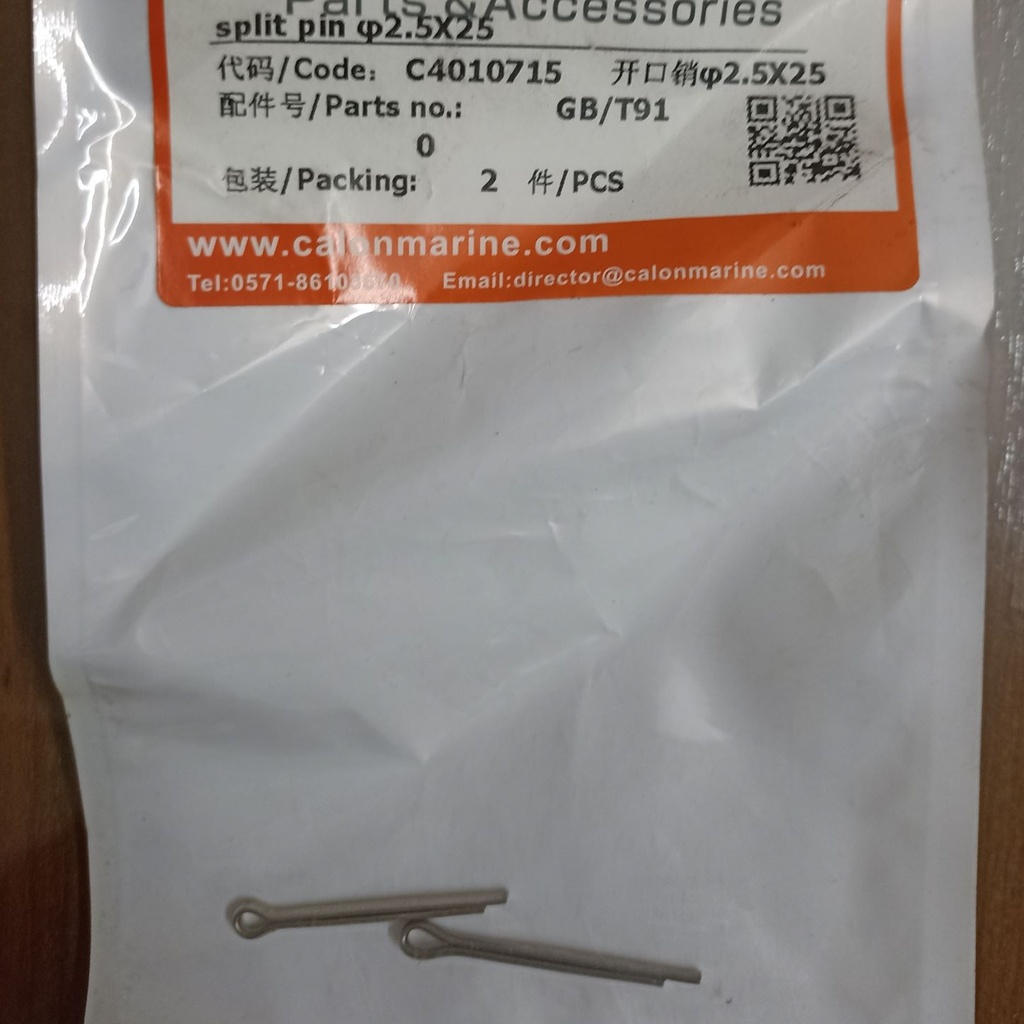 Parts & Accessories
split pin φ2.5X25
代码/Code: C4010715 开口销φ2.5X25
配件号/Parts no.: GB/T91
0
包装/Packing: 2 件/PCS
www.calonmarine.com
Email:director@calonmarine.com